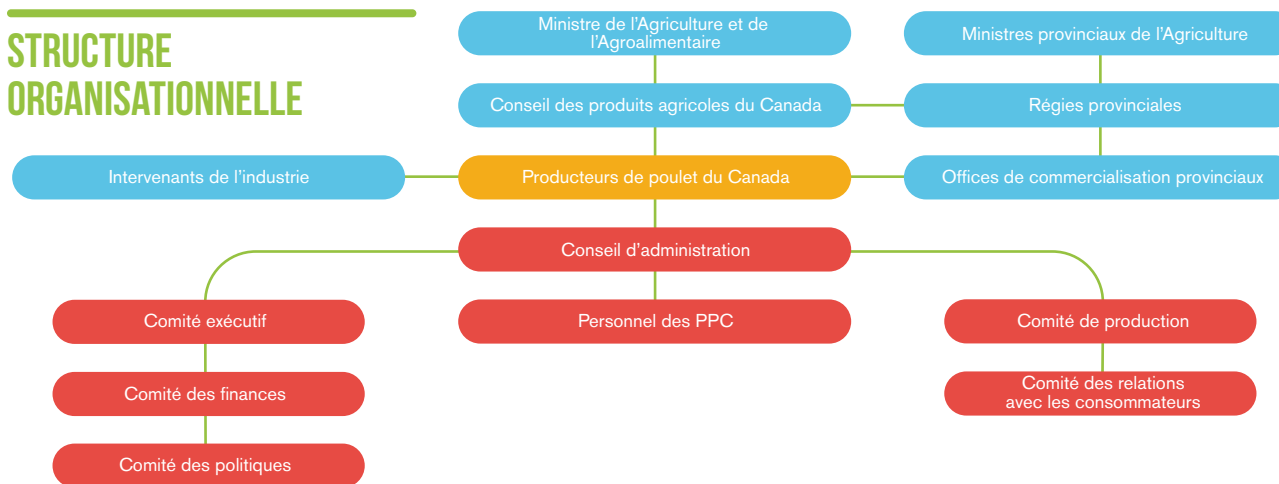 STRUCTURE
ORGANISATIONNELLE
Ministre de l'Agriculture et de
l'Agroalimentaire
Ministres provinciaux de l'Agriculture
Conseil des produits agricoles du Canada
Régies provinciales
Intervenants de l'industrie
Producteurs de poulet du Canada
Offices de commercialisation provinciaux
Conseil d'administration
Comité exécutif
Personnel des PPC
Comité de production
Comité des finances
Comité des relations
avec les consommateurs
Comité des politiques